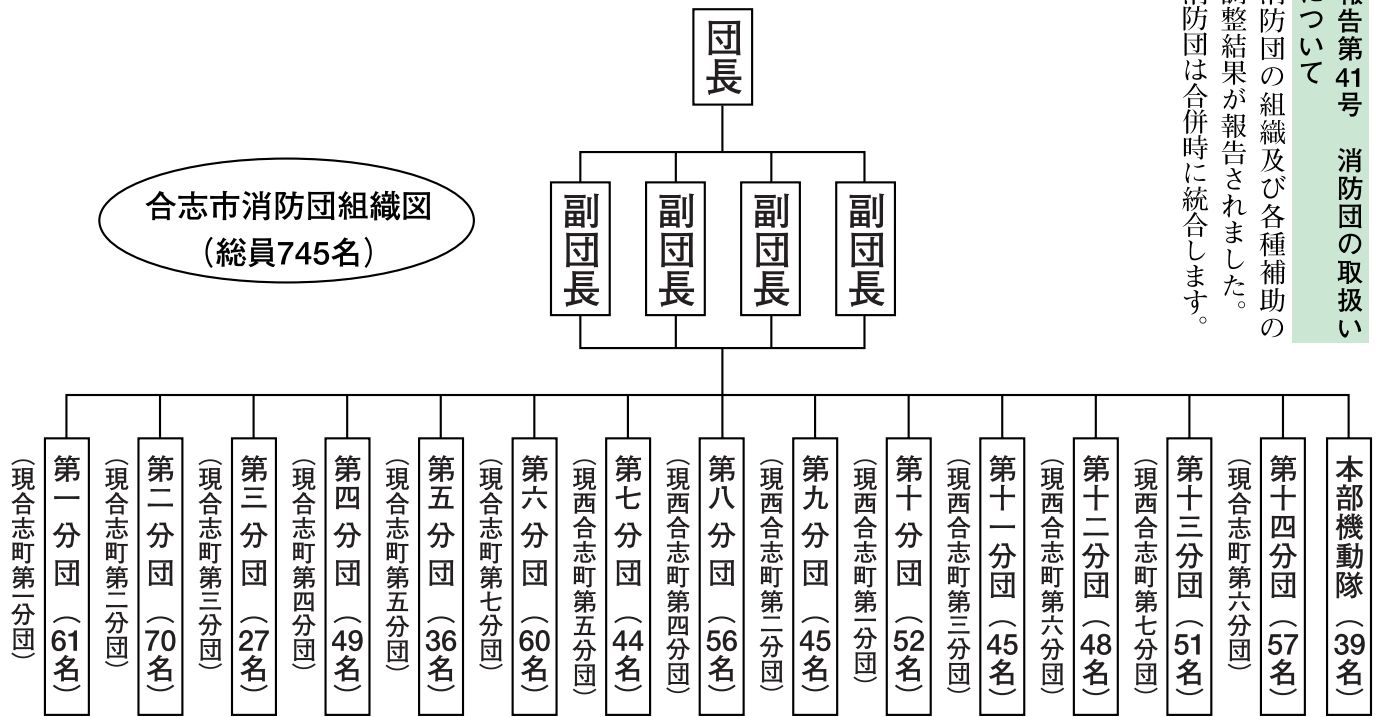 告第41号 消防団の取扱い
ついて
消防団の組織及び各種補助の
調整結果が報告されました。
消防団は合併時に統合します。
団長
合志市消防団組織図
（総員745名）
副団長
副団長
副団長
副団長
第一分団（61名）
（現合志町第一分団）
第二分団（70名）
（現合志町第二分団）
第三分団（27名）
（現合志町第三分団）
第四分団（49名）
（現合志町第四分団）
第五分団（36名）
（現合志町第五分団）
第六分団（60名）
（現合志町第七分団）
第七分団（44名）
（現西合志町第五分団）
第八分団（56名）
（現西合志町第四分団）
第九分団（45名）
（現西合志町第二分団）
第十分団（52名）
（現西合志町第一分団）
第十一分団（45名）
（現西合志町第三分団）
第十二分団（48名）
（現西合志町第六分団）
第十三分団（51名）
（現西合志町第七分団）
第十四分団（57名）
（現合志町第六分団）
本部機動隊（39名）